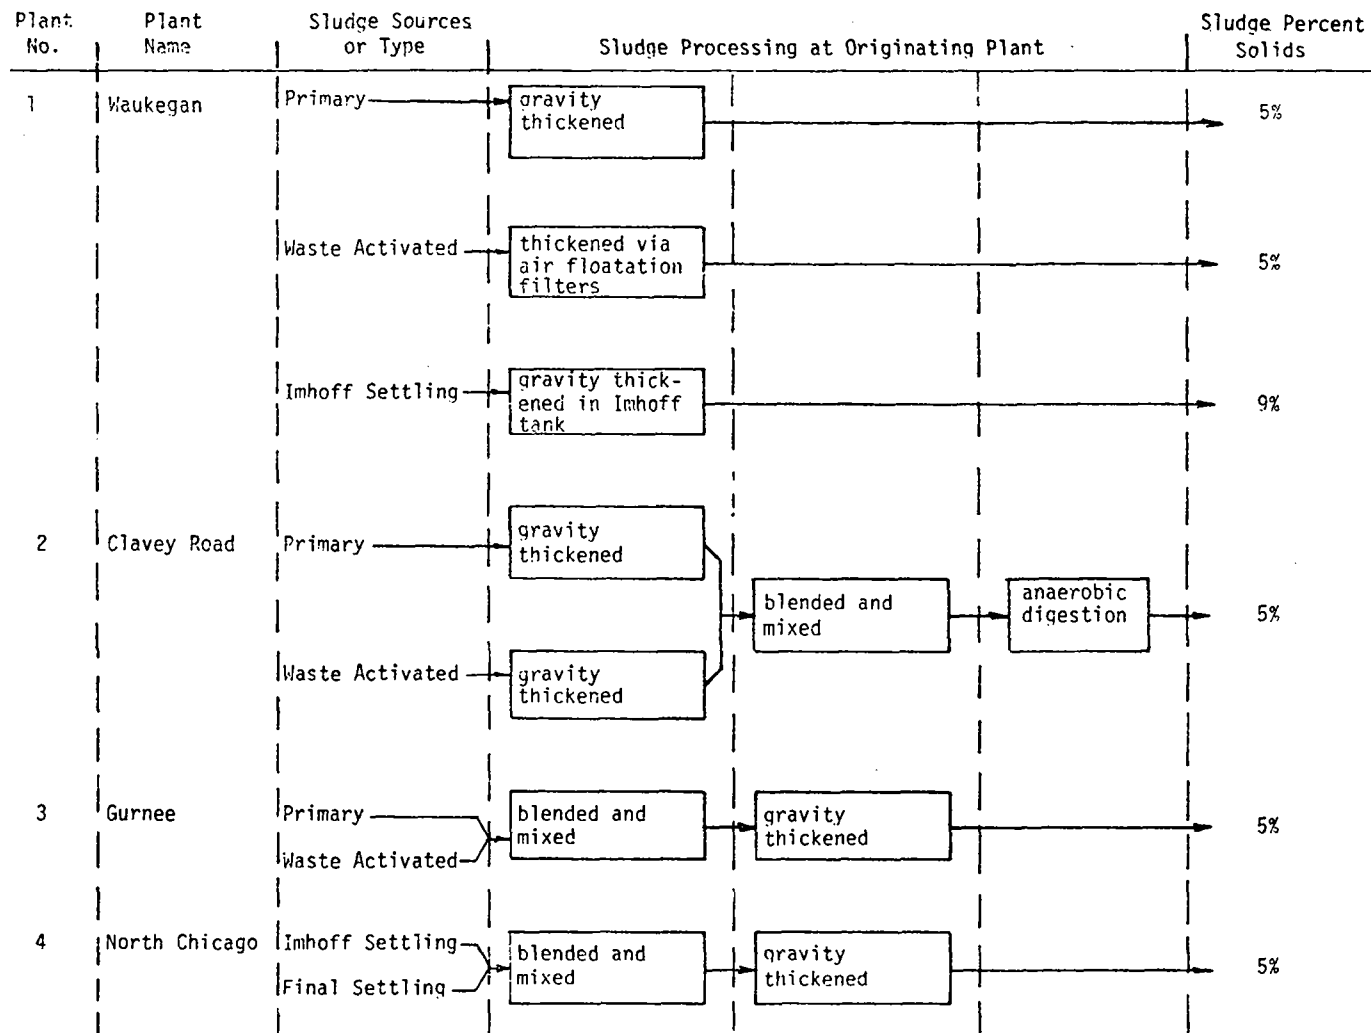 Plant No.
Plant Name
Sludge Sources or Type
Sludge Processing at Originating Plant
Sludge Percent Solids
1
Waukegan
Primary
gravity
thickened
5%
Waste Activated
thickened via
air floatation
filters
5%
Imhoff Settling
gravity thick-
ened in Imhoff
tank
9%
2
Clavey Road
Primary
gravity
thickened
blended and
mixed
anaerobic
digestion
5%
Waste Activated
gravity
thickened
3
Gurnee
Primary
Waste Activated
blended and
mixed
gravity
thickened
5%
4
North Chicago
Imhoff Settling
Final Settling
blended and
mixed
gravity
thickened
5%